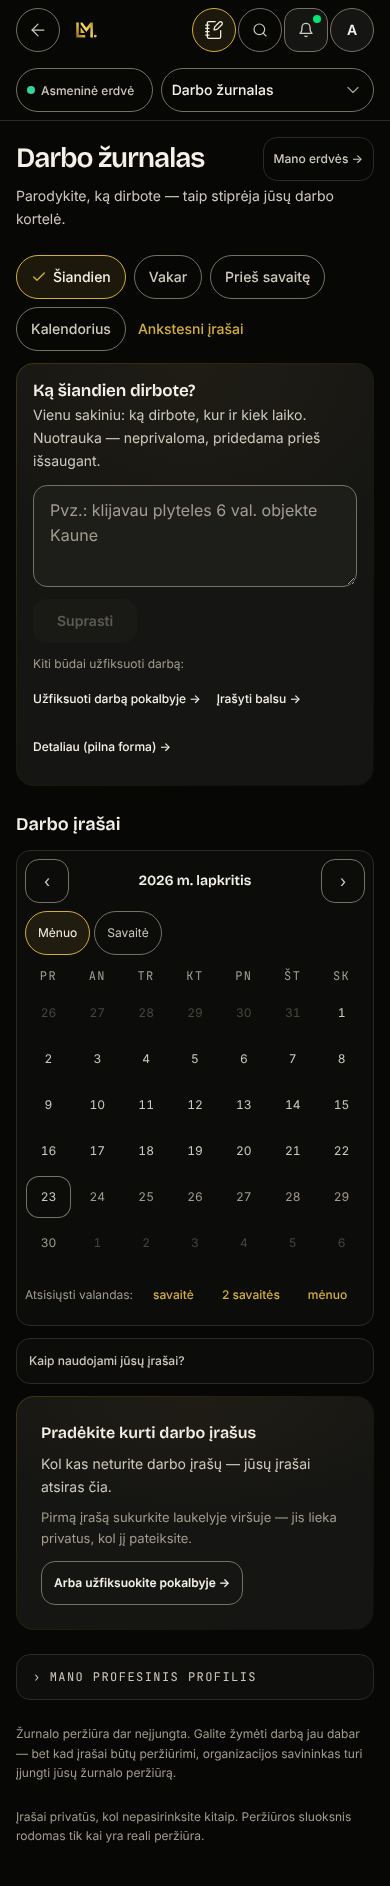 LM.
A
Asmeninė erdvė
Darbo žurnalas
Darbo žurnalas
Mano erdvės →
Parodykite, ką dirbote — taip stiprėja jūsų darbo
kortelė.
Šiandien
Vakar
Prieš savaitę
Kalendorius
Ankstesni įrašai
Ką šiandien dirbote?
Vienu sakiniu: ką dirbote, kur ir kiek laiko.
Nuotrauka — neprivaloma, pridedama prieš
išsaugant.
Pvz.: klijavau plyteles 6 val. objekte
Kaune
Suprasti
Kiti būdai užfiksuoti darbą:
Užfiksuoti darbą pokalbyje →
Įrašyti balsu →
Detaliau (pilna forma) →
Darbo įrašai
‹
2026 m. lapkritis
›
Mėnuo
Savaitė
PR AN TR KT PN ŠT SK
26 27 28 29 30 31 1
2 3 4 5 6 7 8
9 10 11 12 13 14 15
16 17 18 19 20 21 22
23 24 25 26 27 28 29
30 1 2 3 4 5 6
Atsisiųsti valandas: savaitė 2 savaitės mėnuo
Kaip naudojami jūsų įrašai?
Pradėkite kurti darbo įrašus
Kol kas neturite darbo įrašų — jūsų įrašai
atsiras čia.
Pirmą įrašą sukurkite laukelyje viršuje — jis lieka
privatus, kol jį pateiksite.
Arba užfiksuokite pokalbyje →
› MANO PROFESINIS PROFILIS
Žurnalo peržiūra dar neįjungta. Galite žymėti darbą jau dabar
— bet kad įrašai būtų peržiūrimi, organizacijos savininkas turi
įjungti jūsų žurnalo peržiūrą.
Įrašai privatūs, kol nepasirinksite kitaip. Peržiūros sluoksnis
rodomas tik kai yra reali peržiūra.